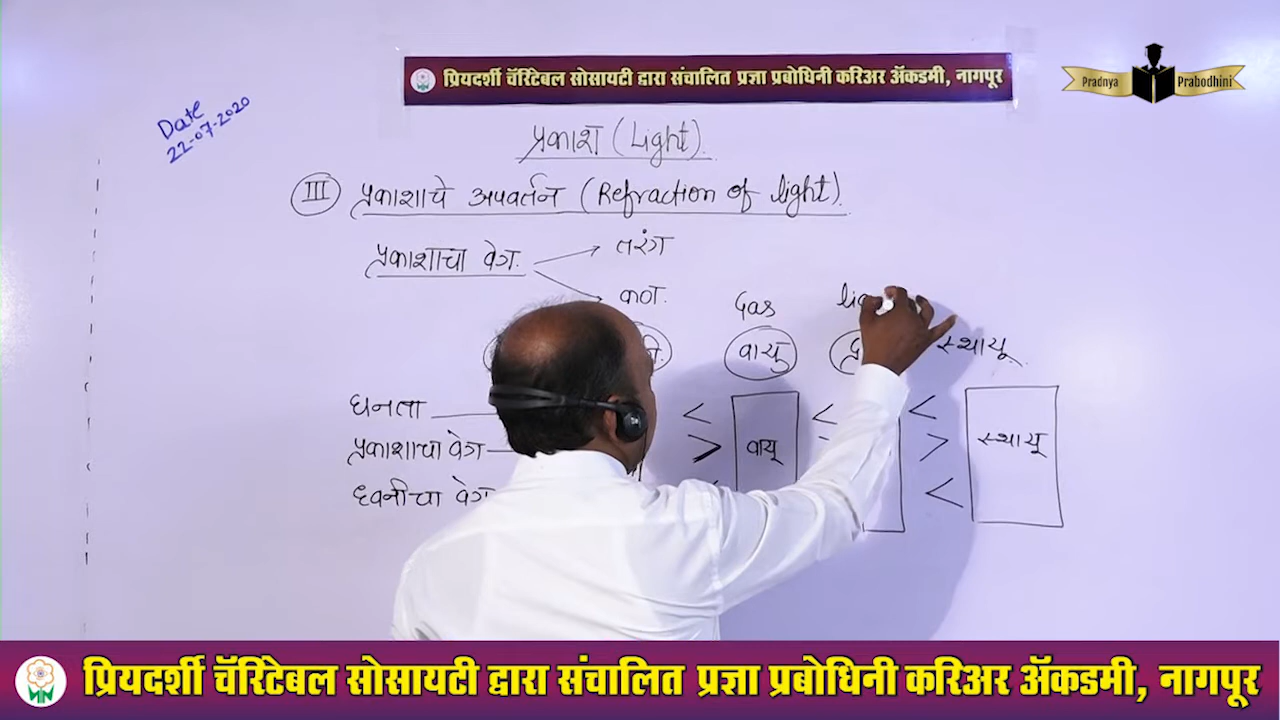 Pradnya Prabodhini
प्रियदर्शी चॅरिटेबल सोसायटी द्वारा संचालित प्रज्ञा प्रबोधिनी करिअर ॲकडमी, नागपूर
Date
22-07-2020
प्रकाश (Light).
III प्रकाशाचे अपवर्तन (Refraction of light).
तरंग
प्रकाशाचा वेग.
कण.
Gas
वायु स्थायू
घनता < < <
प्रकाशाचा वेग > वायू > स्थायू
ध्वनीचा वेग <
प्रियदर्शी चॅरिटेबल सोसायटी द्वारा संचालित प्रज्ञा प्रबोधिनी करिअर ॲकडमी, नागपूर